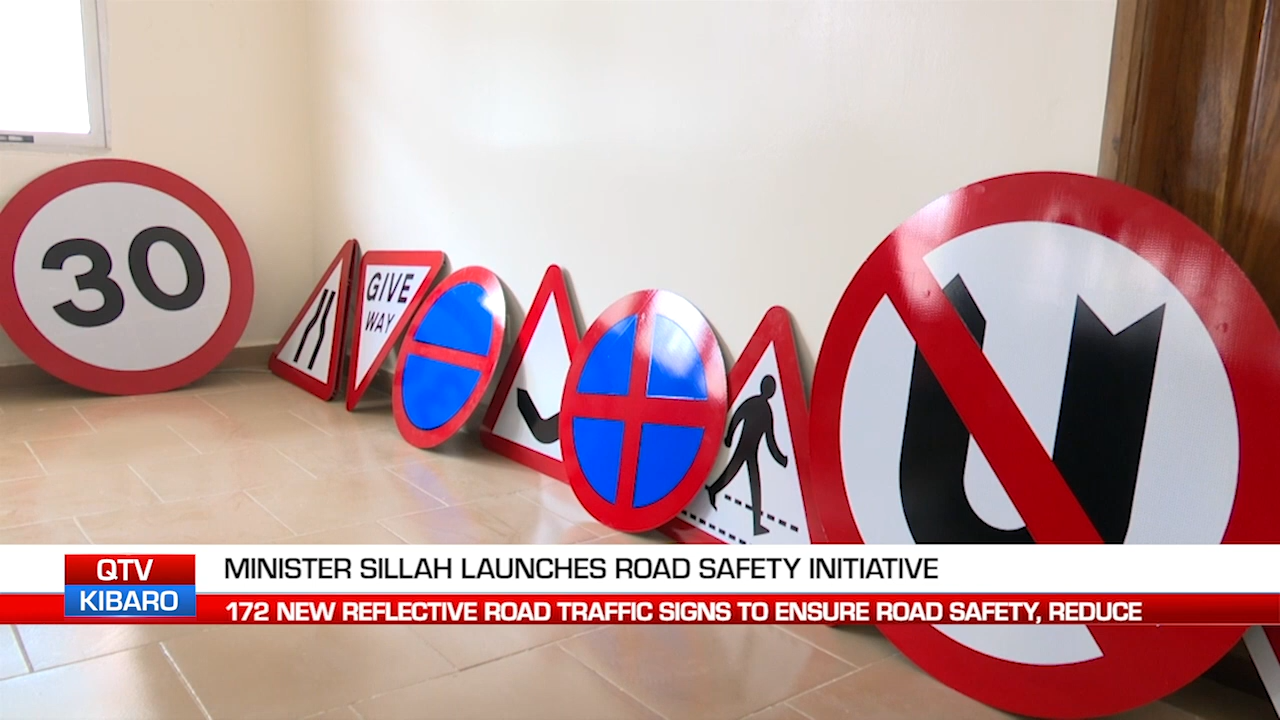 30
GIVE
WAY
QTV
KIBARO
MINISTER SILLAH LAUNCHES ROAD SAFETY INITIATIVE
172 NEW REFLECTIVE ROAD TRAFFIC SIGNS TO ENSURE ROAD SAFETY, REDUCE